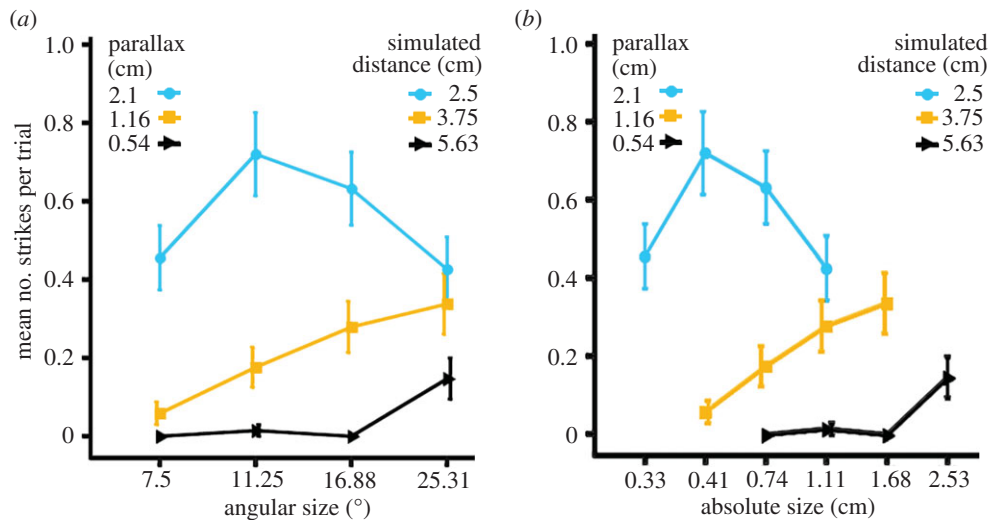 (a)
1.0
0.8
0.6
0.4
0.2
0
mean no. strikes per trial
parallax
(cm)
2.1
1.16
0.54
simulated
distance (cm)
2.5
3.75
5.63
7.5 11.25 16.88 25.31
angular size (°)
(b)
1.0
0.8
0.6
0.4
0.2
0
parallax
(cm)
2.1
1.16
0.54
simulated
distance (cm)
2.5
3.75
5.63
0.33 0.41 0.74 1.11 1.68 2.53
absolute size (cm)